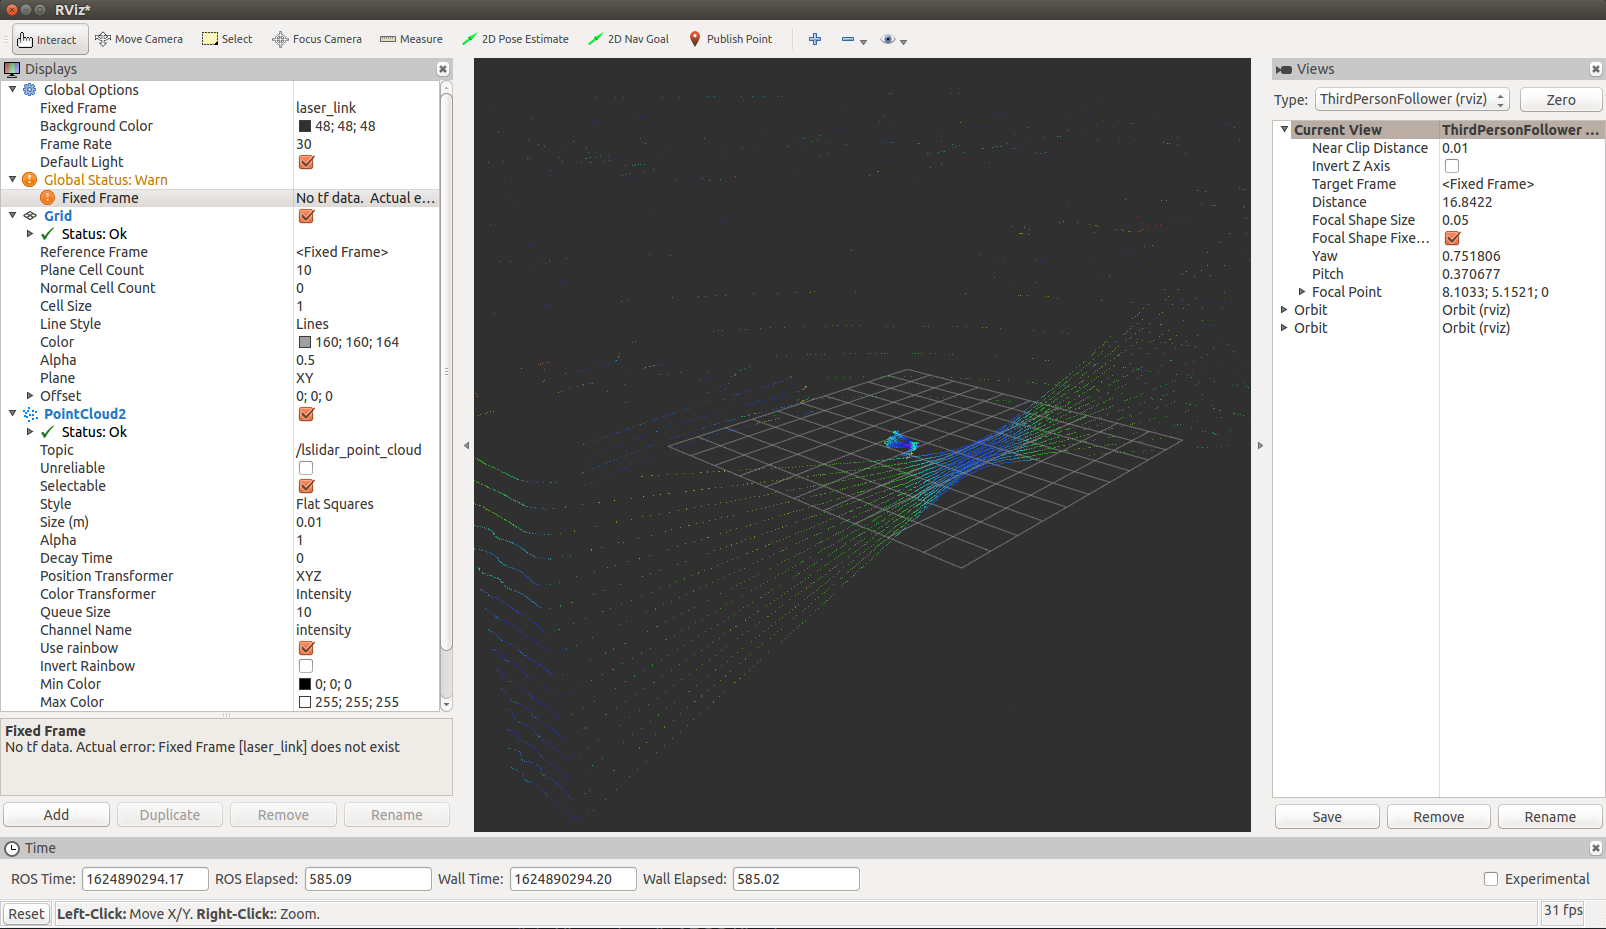 RViz*
Interact Move Camera Select Focus Camera Measure 2D Pose Estimate 2D Nav Goal Publish Point
Displays
Global Options
Fixed Frame laser_link
Background Color 48; 48; 48
Frame Rate 30
Default Light
Global Status: Warn
Fixed Frame No tf data. Actual e...
Grid
Status: Ok
Reference Frame <Fixed Frame>
Plane Cell Count 10
Normal Cell Count 0
Cell Size 1
Line Style Lines
Color 160; 160; 164
Alpha 0.5
Plane XY
Offset 0; 0; 0
PointCloud2
Status: Ok
Topic /lslidar_point_cloud
Unreliable
Selectable
Style Flat Squares
Size (m) 0.01
Alpha 1
Decay Time 0
Position Transformer XYZ
Color Transformer Intensity
Queue Size 10
Channel Name intensity
Use rainbow
Invert Rainbow
Min Color 0; 0; 0
Max Color 255; 255; 255
Fixed Frame
No tf data. Actual error: Fixed Frame [laser_link] does not exist
Add Duplicate Remove Rename
Views
Type: ThirdPersonFollower (rviz) Zero
Current View ThirdPersonFollower ...
Near Clip Distance 0.01
Invert Z Axis
Target Frame <Fixed Frame>
Distance 16.8422
Focal Shape Size 0.05
Focal Shape Fixe...
Yaw 0.751806
Pitch 0.370677
Focal Point 8.1033; 5.1521; 0
Orbit Orbit (rviz)
Orbit Orbit (rviz)
Save Remove Rename
Time
ROS Time: 1624890294.17 ROS Elapsed: 585.09 Wall Time: 1624890294.20 Wall Elapsed: 585.02 Experimental
Reset Left-Click: Move X/Y. Right-Click:: Zoom. 31 fps